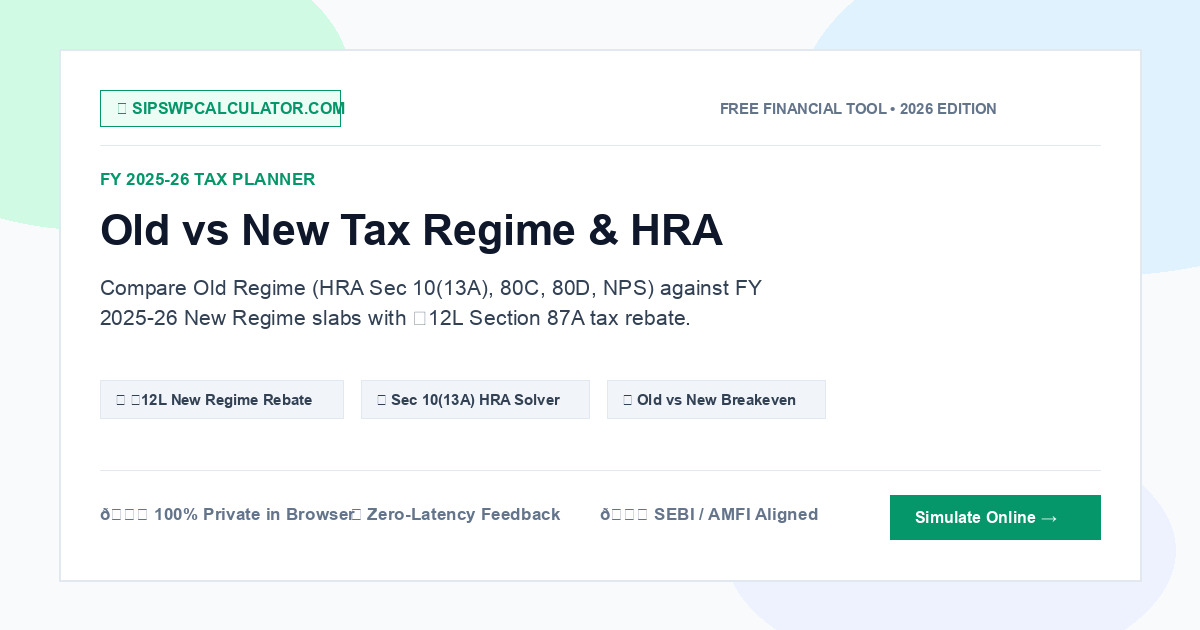 □ SIPSWPCALCULATOR.COM
FREE FINANCIAL TOOL • 2026 EDITION
FY 2025-26 TAX PLANNER
Old vs New Tax Regime & HRA
Compare Old Regime (HRA Sec 10(13A), 80C, 80D, NPS) against FY
2025-26 New Regime slabs with □12L Section 87A tax rebate.
□ □12L New Regime Rebate
□ Sec 10(13A) HRA Solver
□ Old vs New Breakeven
ð□□□ 100% Private in Browser
□ Zero-Latency Feedback
ð□□□ SEBI / AMFI Aligned
Simulate Online →